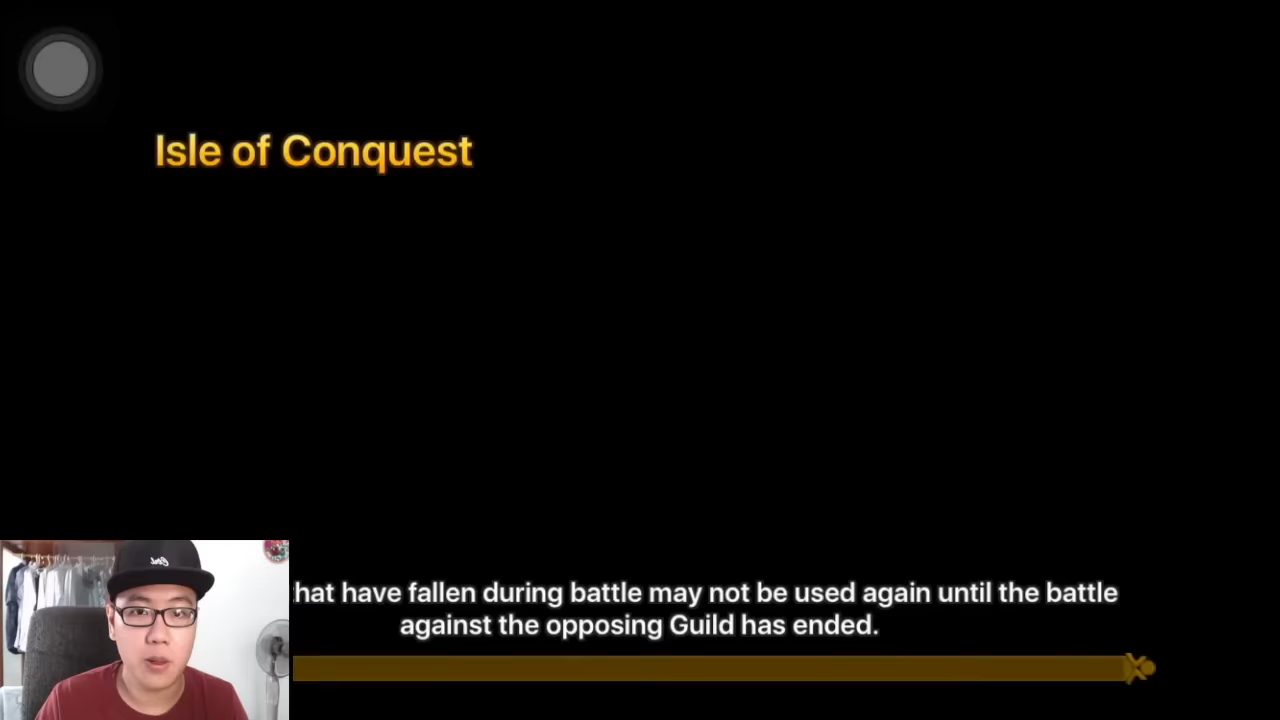 Isle of Conquest
that have fallen during battle may not be used again until the battle
against the opposing Guild has ended.